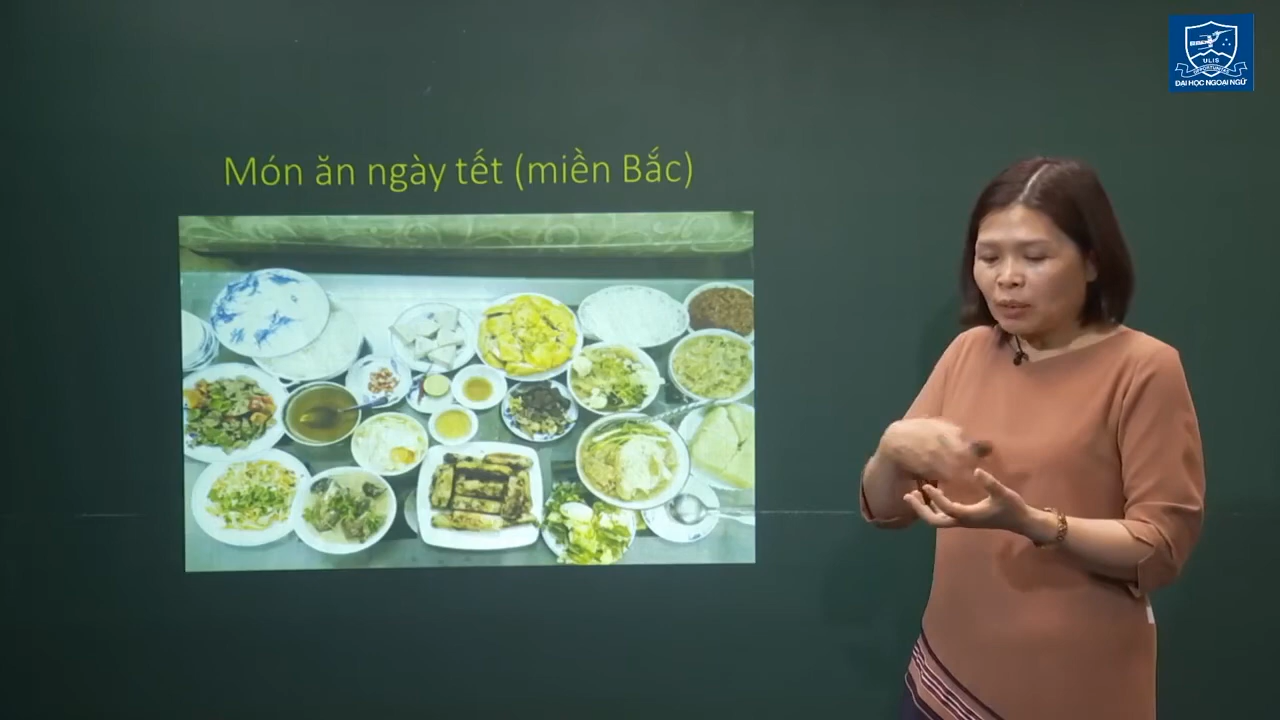 Món ăn ngày tết (miền Bắc)
ULIS
ĐẠI HỌC NGOẠI NGỮ